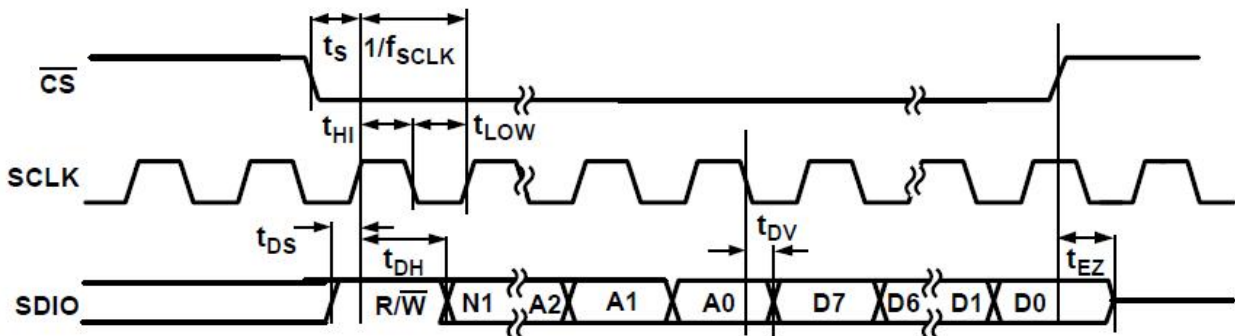 t_S 1/f_SCLK
C̅S̅
t_HI t_LOW
SCLK
t_DS t_DH t_DV t_EZ
SDIO R/W̅ N1 A2 A1 A0 D7 D6 D1 D0